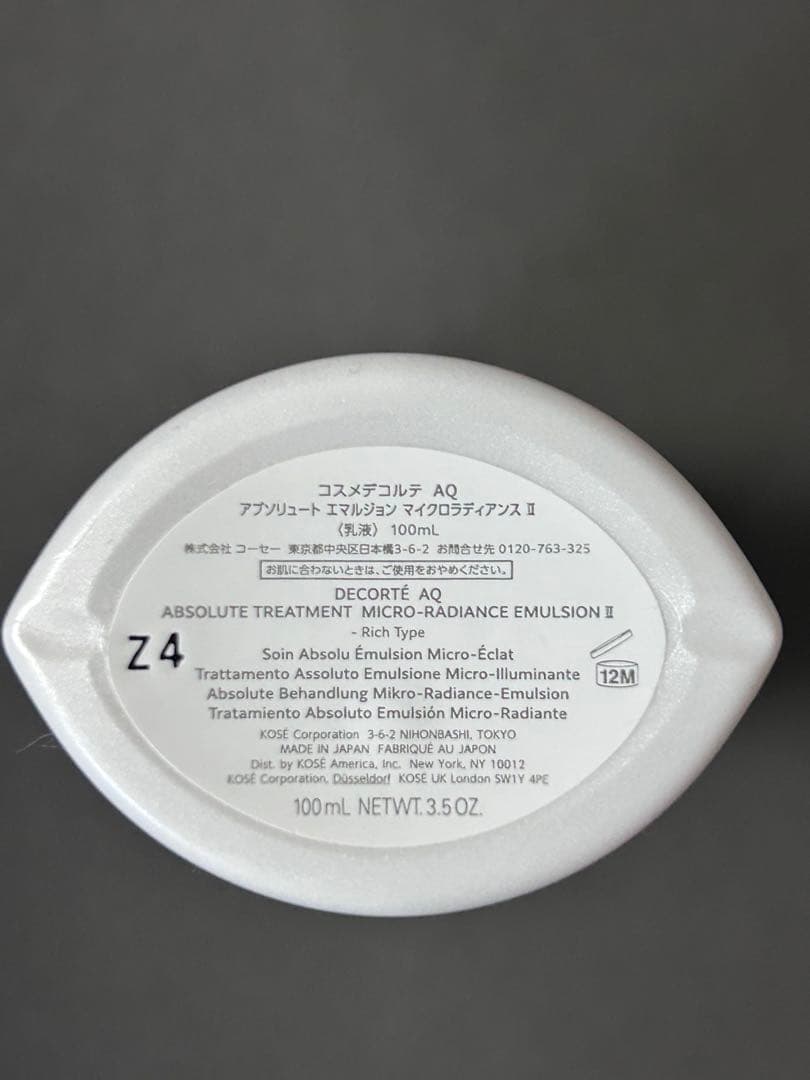 コスメデコルテ AQ
アブソリュート エマルジョン マイクロラディアンス Ⅱ
〈乳液〉 100mL
株式会社 コーセー 東京都中央区日本橋3-6-2 お問合せ先 0120-763-325
お肌に合わないときは、ご使用をおやめください。
DECORTÉ AQ
ABSOLUTE TREATMENT MICRO-RADIANCE EMULSION Ⅱ
- Rich Type
Z4
Soin Absolu Émulsion Micro-Éclat
Trattamento Assoluto Emulsione Micro-Illuminante
12M
Absolute Behandlung Mikro-Radiance-Emulsion
Tratamiento Absoluto Emulsión Micro-Radiante
KOSÉ Corporation 3-6-2 NIHONBASHI, TOKYO
MADE IN JAPAN FABRIQUÉ AU JAPON
Dist. by KOSÉ America, Inc. New York, NY 10012
KOSÉ Corporation, Düsseldorf KOSÉ UK London SW1Y 4PE
100mL NETWT. 3.5 OZ.